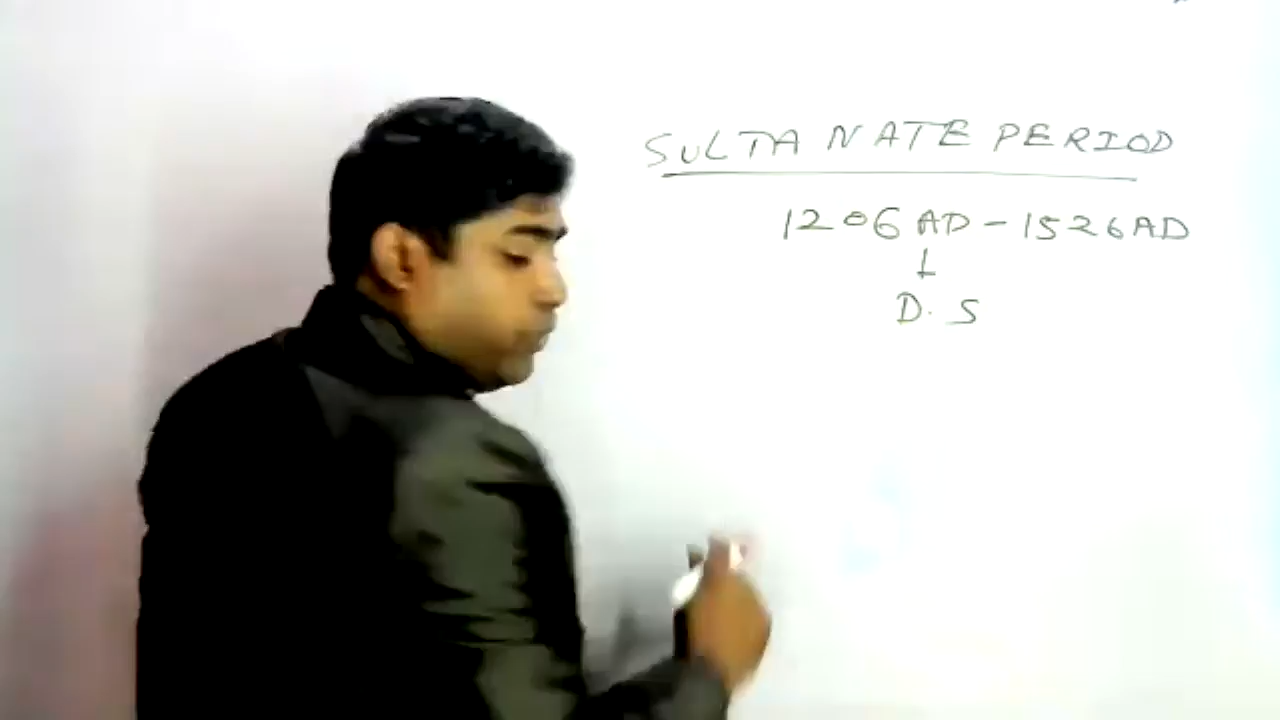 SULTANATE PERIOD
1206 AD - 1526 AD
↓
D. S